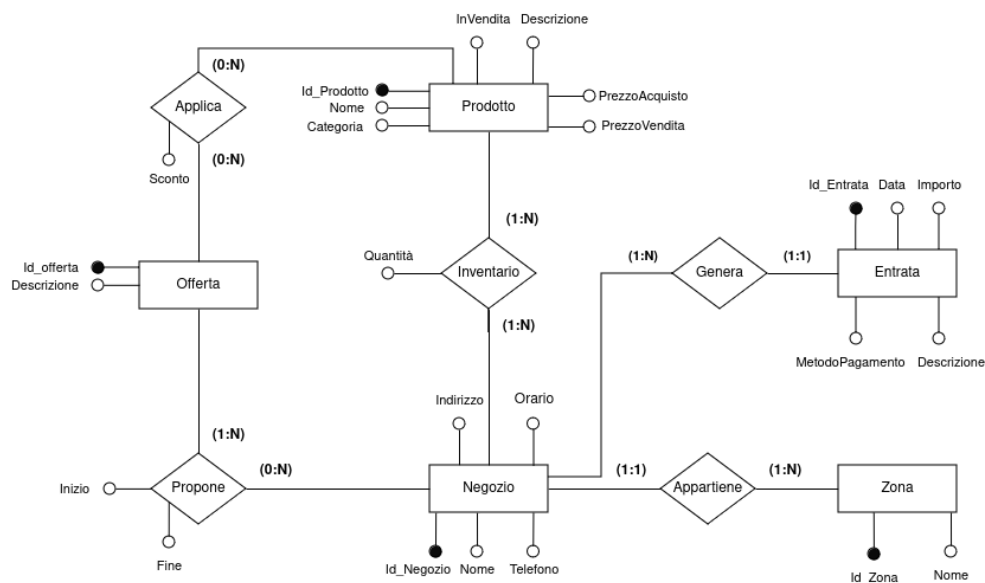 InVendita Descrizione
(0:N)
Id_Prodotto
Applica
Prodotto
PrezzoAcquisto
Nome
Categoria
PrezzoVendita
(0:N)
Sconto
Id_Entrata Data Importo
(1:N)
Quantità
(1:N)
(1:1)
Id_offerta
Inventario
Genera
Entrata
Descrizione
Offerta
(1:N)
MetodoPagamento Descrizione
Indirizzo
Orario
(1:N)
(0:N)
(1:1)
(1:N)
Inizio
Propone
Negozio
Appartiene
Zona
Fine
Id_Negozio Nome Telefono
Id_Zona
Nome